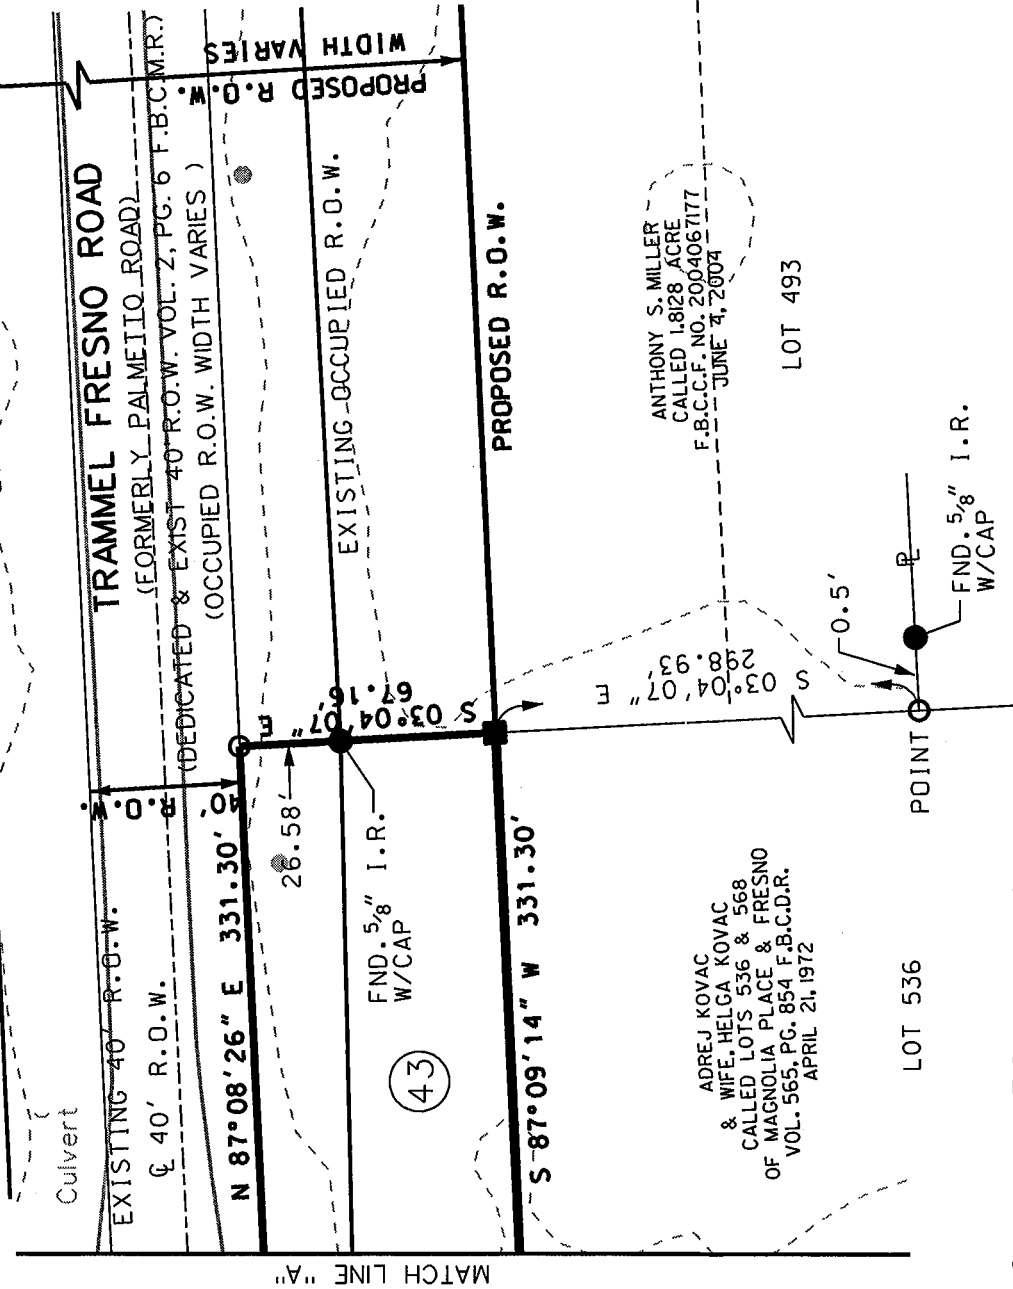 TRAMMEL FRESNO ROAD
(FORMERLY PALMETTO ROAD)
(DEDICATED & EXIST 40' R.O.W. VOL. 2, PG. 6 F.B.C.M.R.)
(OCCUPIED R.O.W. WIDTH VARIES )
PROPOSED R.O.W.
WIDTH VARIES
EXISTING OCCUPIED R.O.W.
PROPOSED R.O.W.
Culvert
EXISTING 40' R.O.W.
℄ 40' R.O.W.
40' R.O.W.
N 87°08'26" E 331.30'
S 03°04'07" E
67.16'
26.58'
FND. 5/8" I.R.
W/CAP
43
S 87°09'14" W 331.30'
S 03°04'07" E
298.93'
ANTHONY S. MILLER
CALLED 1.8128 ACRE
F.B.C.C.F. NO. 2004067177
JUNE 4, 2004
LOT 493
ADREJ KOVAC
& WIFE, HELGA KOVAC
CALLED LOTS 536 & 568
OF MAGNOLIA PLACE & FRESNO
VOL. 565, PG. 854 F.B.C.D.R.
APRIL 21, 1972
LOT 536
POINT
0.5'
PL
FND. 5/8" I.R.
W/CAP
MATCH LINE "A"